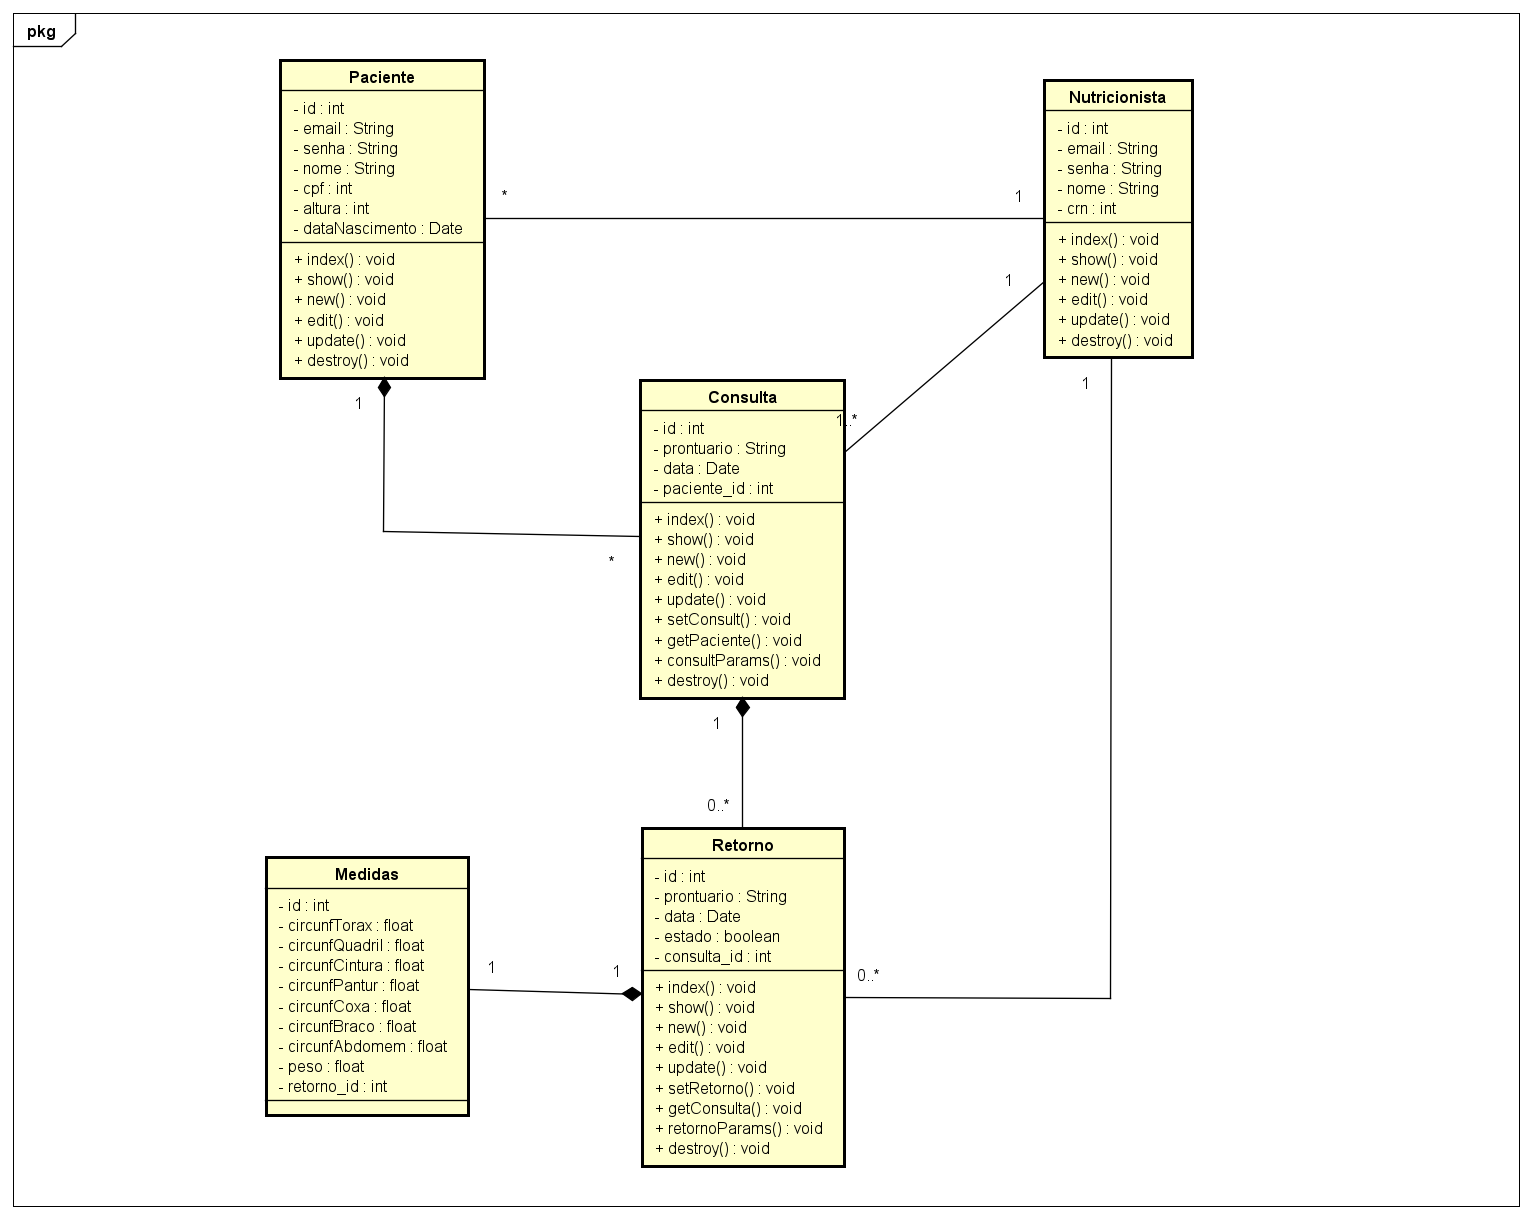 pkg
Paciente
- id : int
- email : String
- senha : String
- nome : String
- cpf : int
- altura : int
- dataNascimento : Date
+ index() : void
+ show() : void
+ new() : void
+ edit() : void
+ update() : void
+ destroy() : void
Nutricionista
- id : int
- email : String
- senha : String
- nome : String
- crn : int
+ index() : void
+ show() : void
+ new() : void
+ edit() : void
+ update() : void
+ destroy() : void
*
1
1
1..*
1
1
*
Consulta
- id : int
- prontuario : String
- data : Date
- paciente_id : int
+ index() : void
+ show() : void
+ new() : void
+ edit() : void
+ update() : void
+ setConsult() : void
+ getPaciente() : void
+ consultParams() : void
+ destroy() : void
1
0..*
Medidas
- id : int
- circunfTorax : float
- circunfQuadril : float
- circunfCintura : float
- circunfPantur : float
- circunfCoxa : float
- circunfBraco : float
- circunfAbdomem : float
- peso : float
- retorno_id : int
1
1
Retorno
- id : int
- prontuario : String
- data : Date
- estado : boolean
- consulta_id : int
+ index() : void
+ show() : void
+ new() : void
+ edit() : void
+ update() : void
+ setRetorno() : void
+ getConsulta() : void
+ retornoParams() : void
+ destroy() : void
0..*